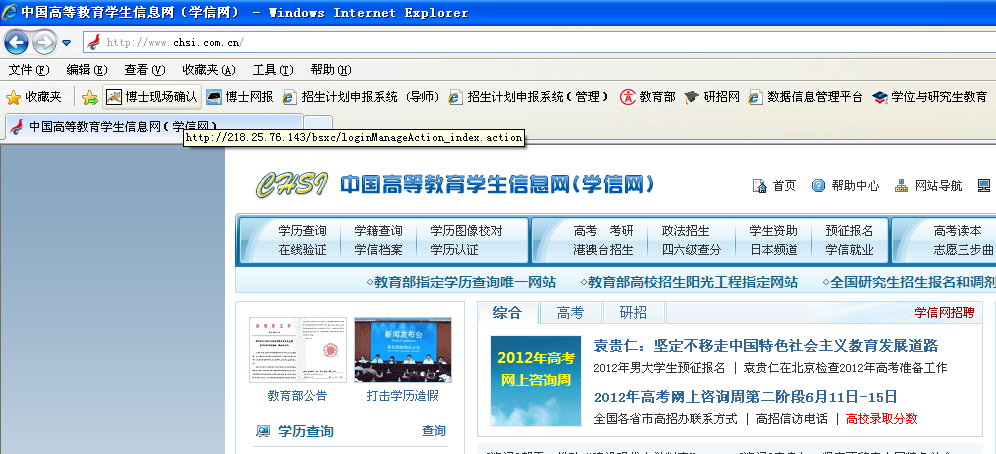 中国高等教育学生信息网（学信网） - Windows Internet Explorer
http://www.chsi.com.cn/
文件(F) 编辑(E) 查看(V) 收藏夹(A) 工具(T) 帮助(H)
收藏夹 博士现场确认 博士网报 招生计划申报系统 (导师) 招生计划申报系统(管理) 教育部 研招网 数据信息管理平台 学位与研究生教育
中国高等教育学生信息网(学信网)
http://218.25.76.143/bsxc/loginManageAction_index.action
CHSI 中国高等教育学生信息网(学信网) 首页 帮助中心 网站导航
学历查询 学籍查询 学历图像校对 高考 考研 政法招生 学生资助 预征报名 高考读本
在线验证 学信档案 学历认证 港澳台招生 四六级查分 日本频道 学信就业 志愿三步曲
◇教育部指定学历查询唯一网站 ◇教育部高校招生阳光工程指定网站 ◇全国研究生招生报名和调剂
综合 高考 研招 学信网招聘
新闻发布会
教育部公告 打击学历造假
2012年高考
网上咨询周
袁贵仁：坚定不移走中国特色社会主义教育发展道路
2012年男大学生预征报名 | 袁贵仁在北京检查2012年高考准备工作
2012年高考网上咨询周第二阶段6月11日-15日
全国各省市高招办联系方式 | 高招信访电话 | 高校录取分数
学历查询 查询